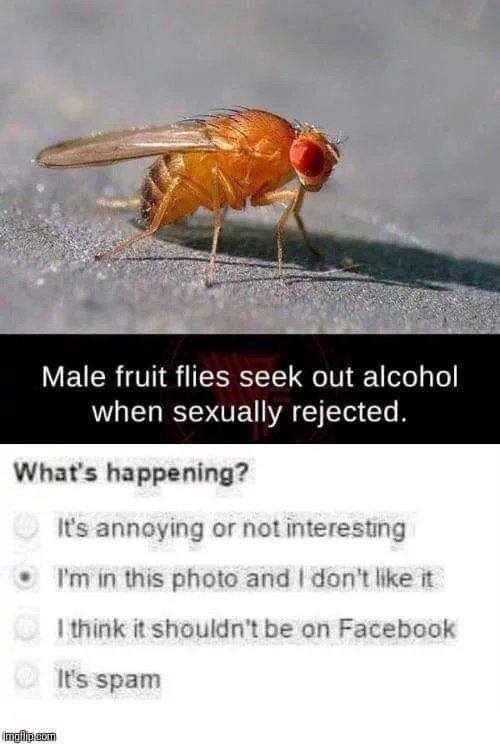 Male fruit flies seek out alcohol
when sexually rejected.
What's happening?
It's annoying or not interesting
I'm in this photo and I don't like it
I think it shouldn't be on Facebook
It's spam
imgflip.com